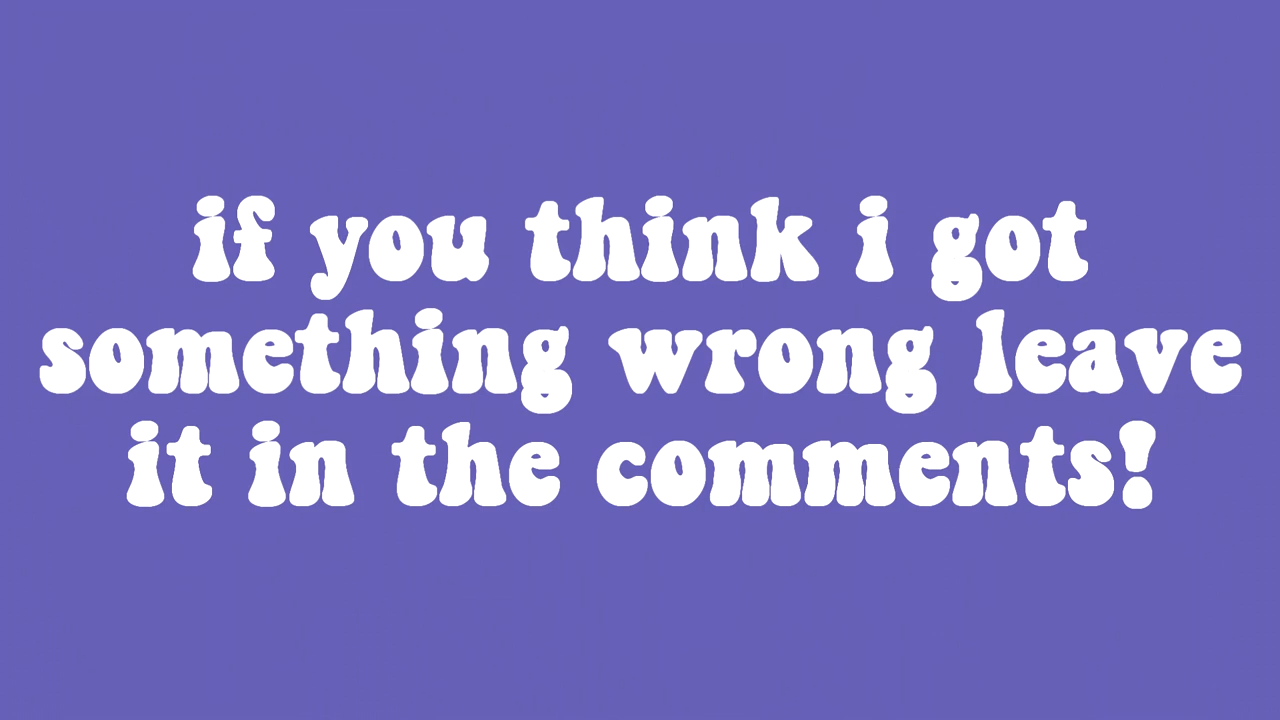 if you think i got
something wrong leave
it in the comments!